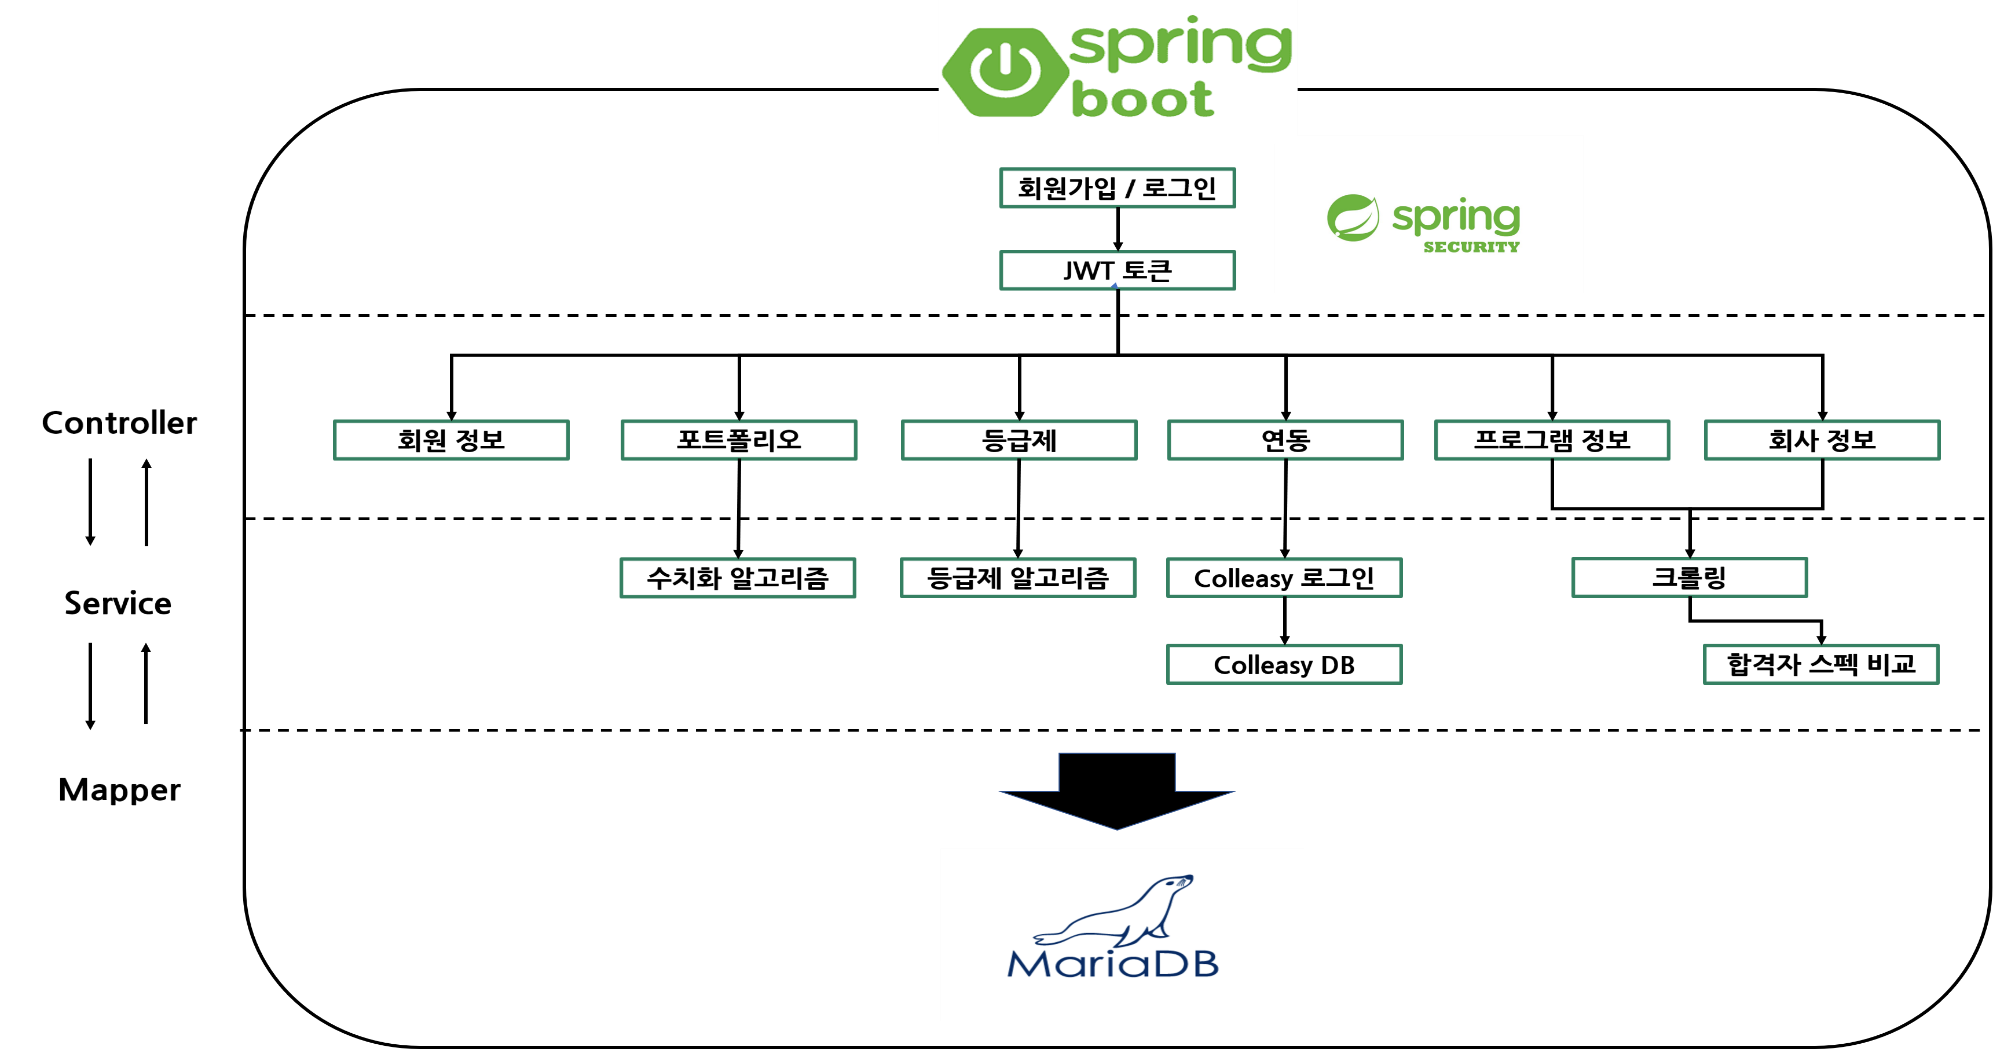 spring
boot
회원가입 / 로그인
spring
SECURITY
JWT 토큰
Controller
회원 정보
포트폴리오
등급제
연동
프로그램 정보
회사 정보
Service
수치화 알고리즘
등급제 알고리즘
Colleasy 로그인
크롤링
Colleasy DB
합격자 스펙 비교
Mapper
MariaDB